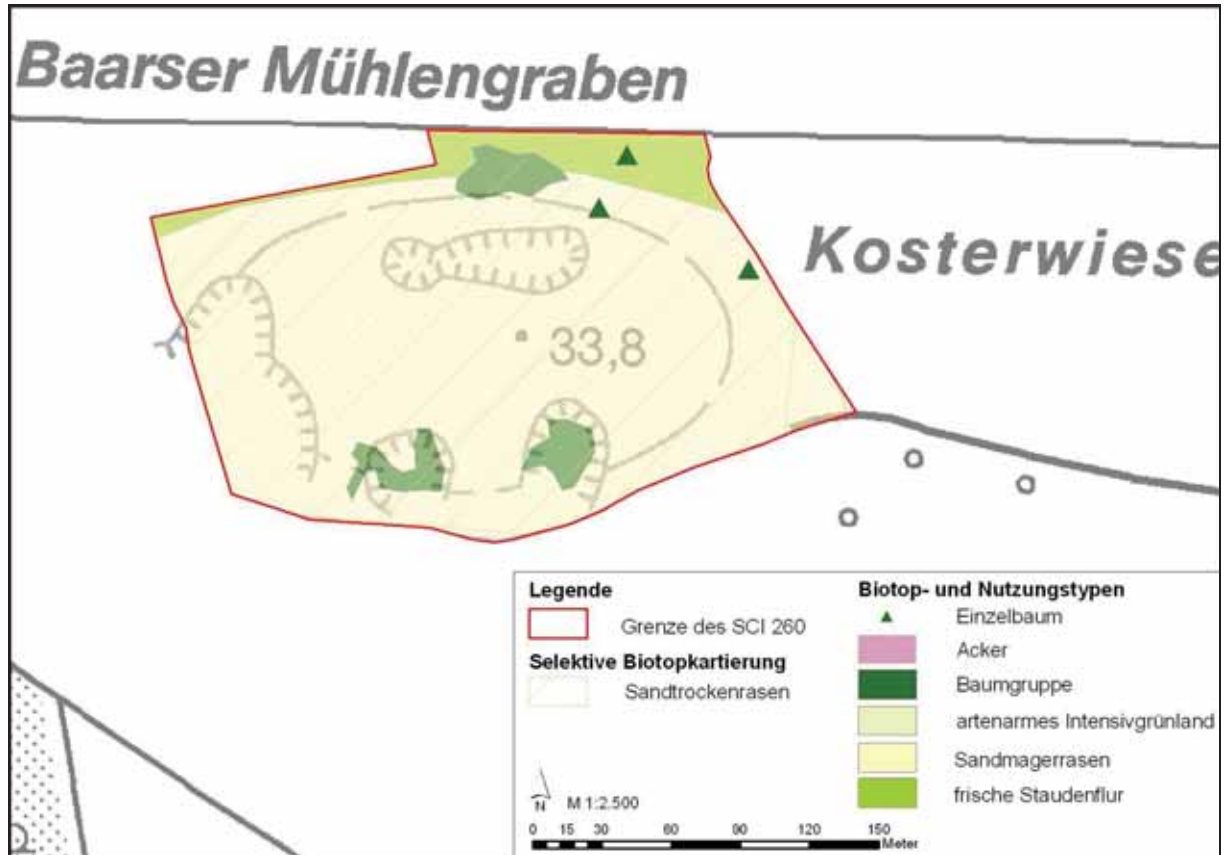 Baarser Mühlengraben
Kosterwiese
33,8
Legende
Grenze des SCI 260
Selektive Biotopkartierung
Sandtrockenrasen
N M 1:2.500
0 15 30 60 90 120 150
Meter
Biotop- und Nutzungstypen
Einzelbaum
Acker
Baumgruppe
artenarmes Intensivgrünland
Sandmagerrasen
frische Staudenflur